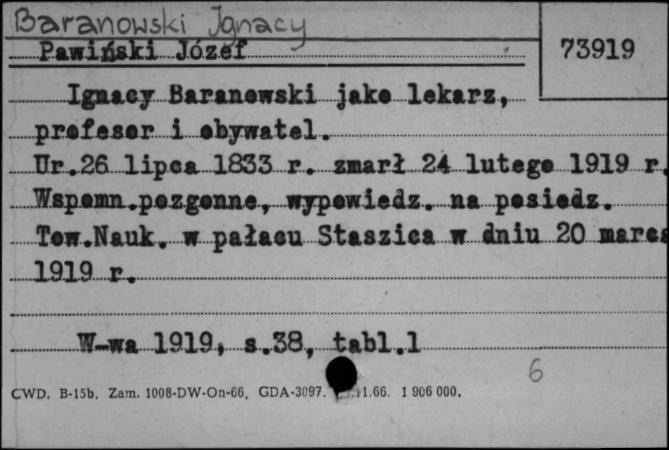 Baranowski Ignacy
Pawiński Józef
73919
Ignacy Baranowski jako lekarz,
profesor i obywatel.
Ur.26 lipca 1833 r. zmarł 24 lutego 1919 r.
Wspomn.pozgonne, wypowiedz. na posiedz.
Tow.Nauk. w pałacu Staszica w dniu 20 marca
1919 r.
W-wa 1919, s.38, tabl.1
6
CWD. B-15b. Zam. 1008-DW-On-66. GDA-3097. 1.66. 1 906 000.